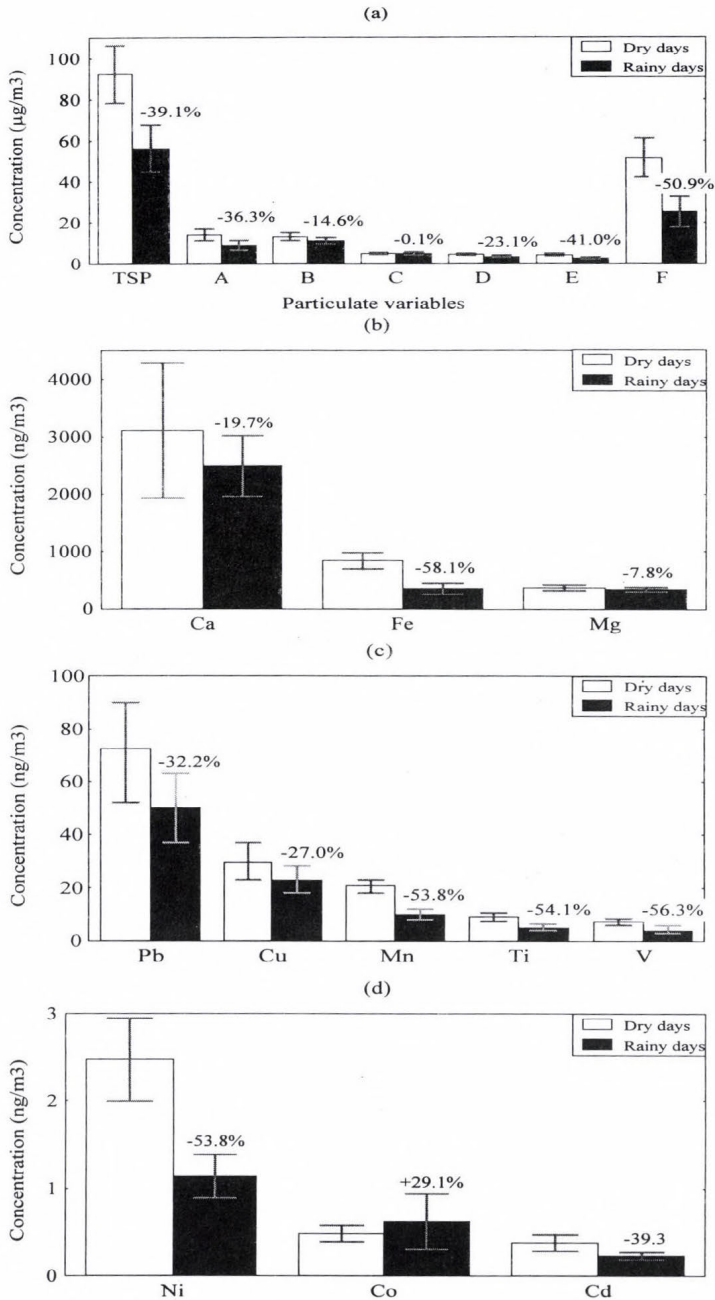 (a)
Concentration (µg/m3)
100
80
60
40
20
0
Dry days
Rainy days
-39.1%
-36.3%
-14.6%
-0.1%
-23.1%
-41.0%
-50.9%
TSP A B C D E F
Particulate variables
(b)
Concentration (ng/m3)
4000
3000
2000
1000
0
Dry days
Rainy days
-19.7%
-58.1%
-7.8%
Ca Fe Mg
(c)
Concentration (ng/m3)
100
80
60
40
20
0
Dry days
Rainy days
-32.2%
-27.0%
-53.8%
-54.1%
-56.3%
Pb Cu Mn Ti V
(d)
Concentration (ng/m3)
3
2
1
0
Dry days
Rainy days
-53.8%
+29.1%
-39.3
Ni Co Cd